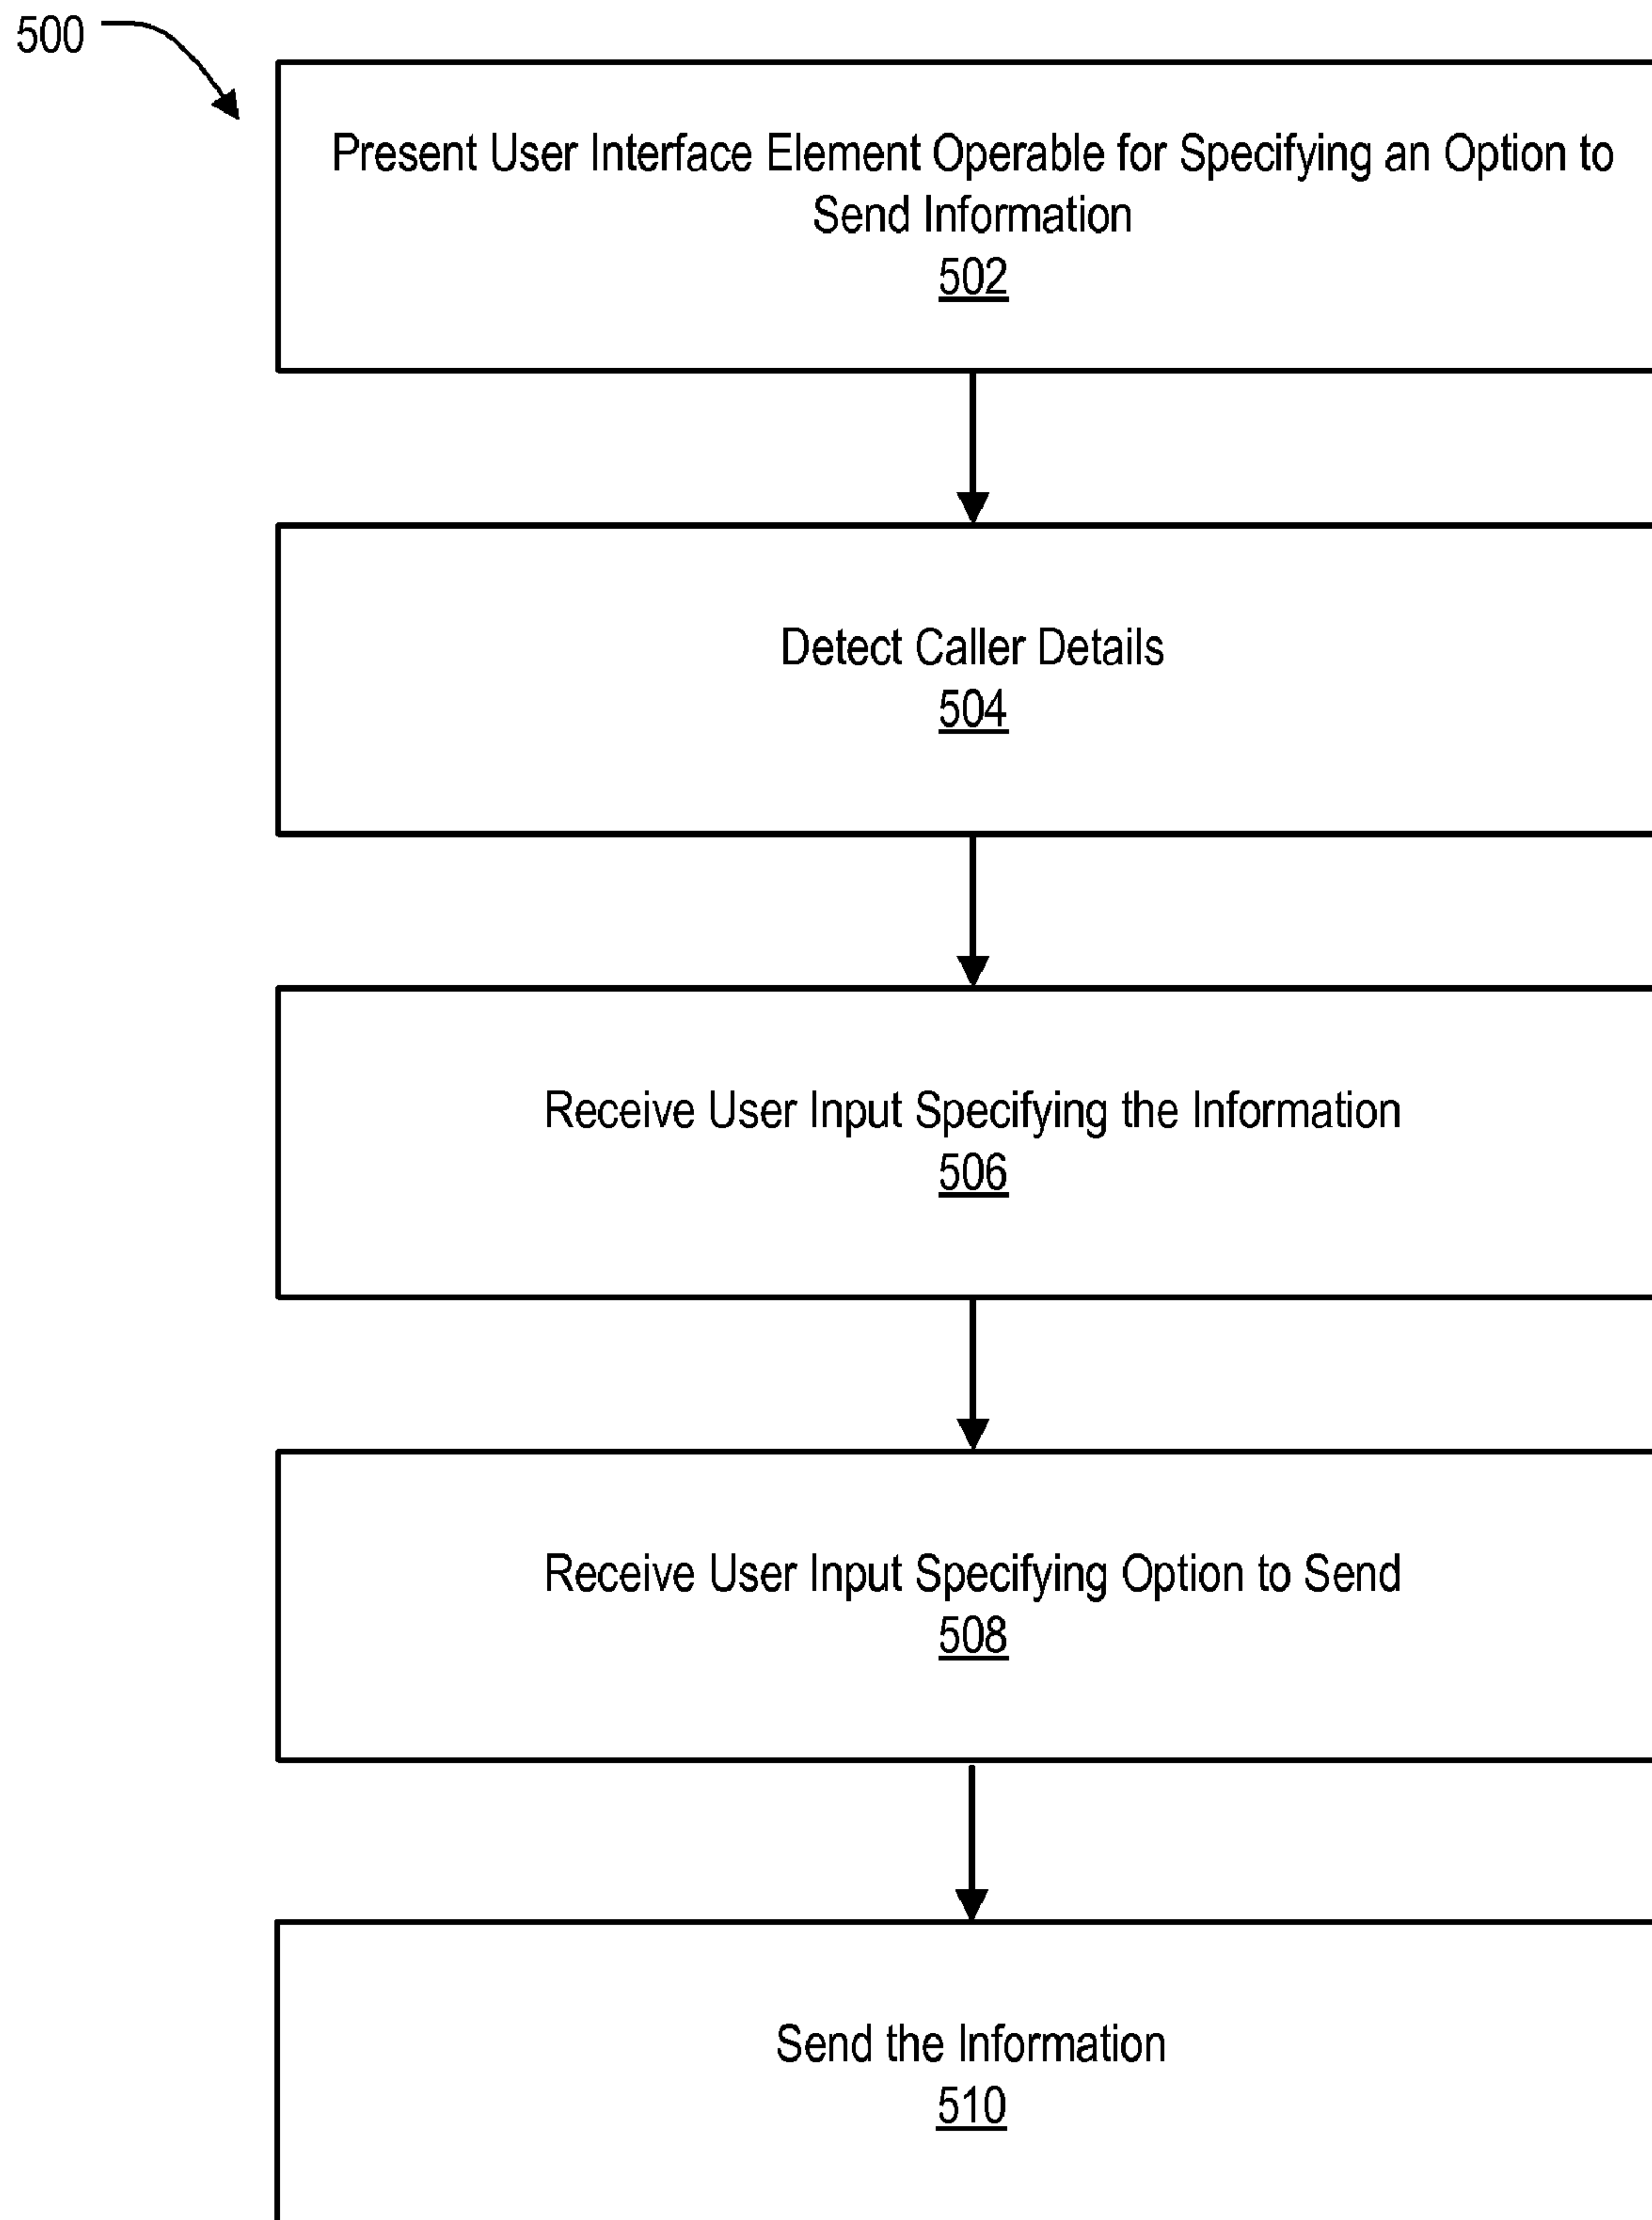 500
Present User Interface Element Operable for Specifying an Option to
Send Information
502
Detect Caller Details
504
Receive User Input Specifying the Information
506
Receive User Input Specifying Option to Send
508
Send the Information
510